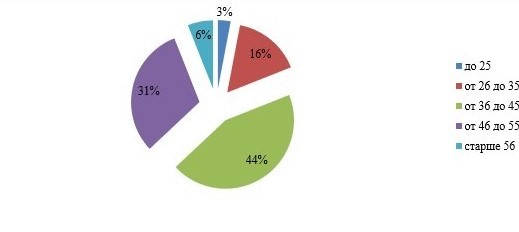 3%
6%
16%
31%
44%
до 25
от 26 до 35
от 36 до 45
от 46 до 55
старше 56